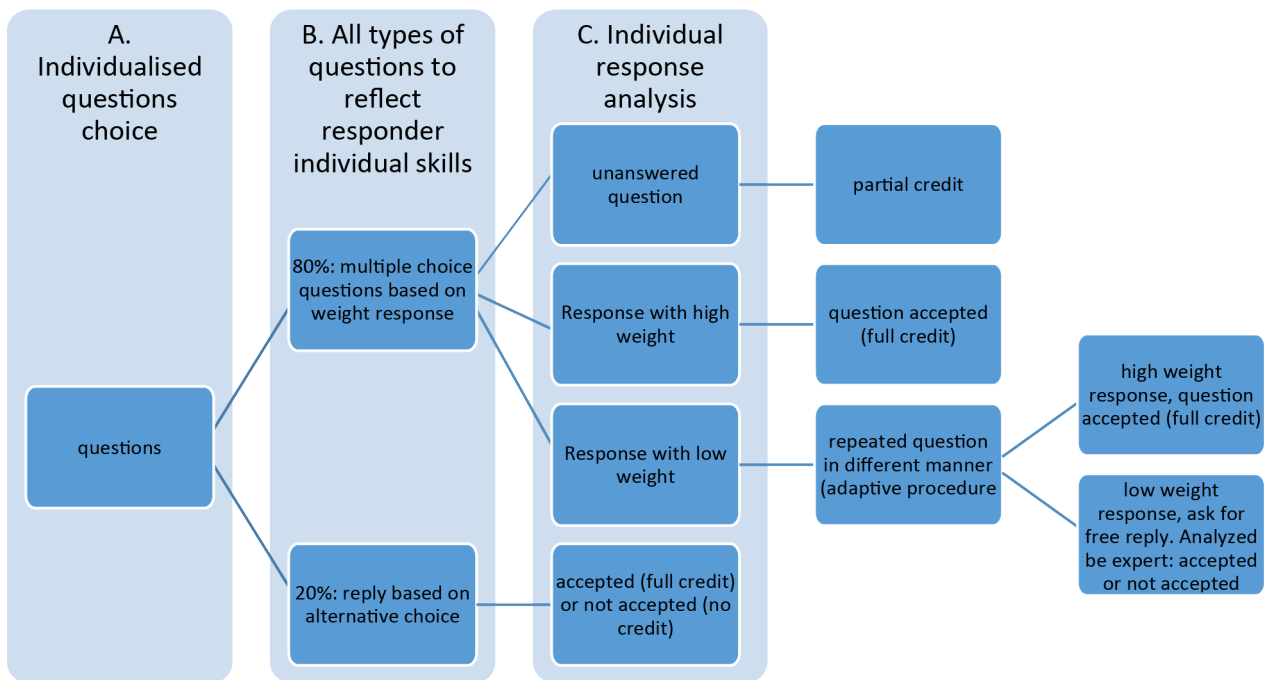 A.
Individualised
questions
choice
B. All types of
questions to
reflect
responder
individual skills
C. Individual
response
analysis
questions
80%: multiple choice
questions based on
weight response
20%: reply based on
alternative choice
unanswered
question
Response with high
weight
Response with low
weight
accepted (full credit)
or not accepted (no
credit)
partial credit
question accepted
(full credit)
repeated question
in different manner
(adaptive procedure
high weight
response, question
accepted (full credit)
low weight
response, ask for
free reply. Analyzed
be expert: accepted
or not accepted